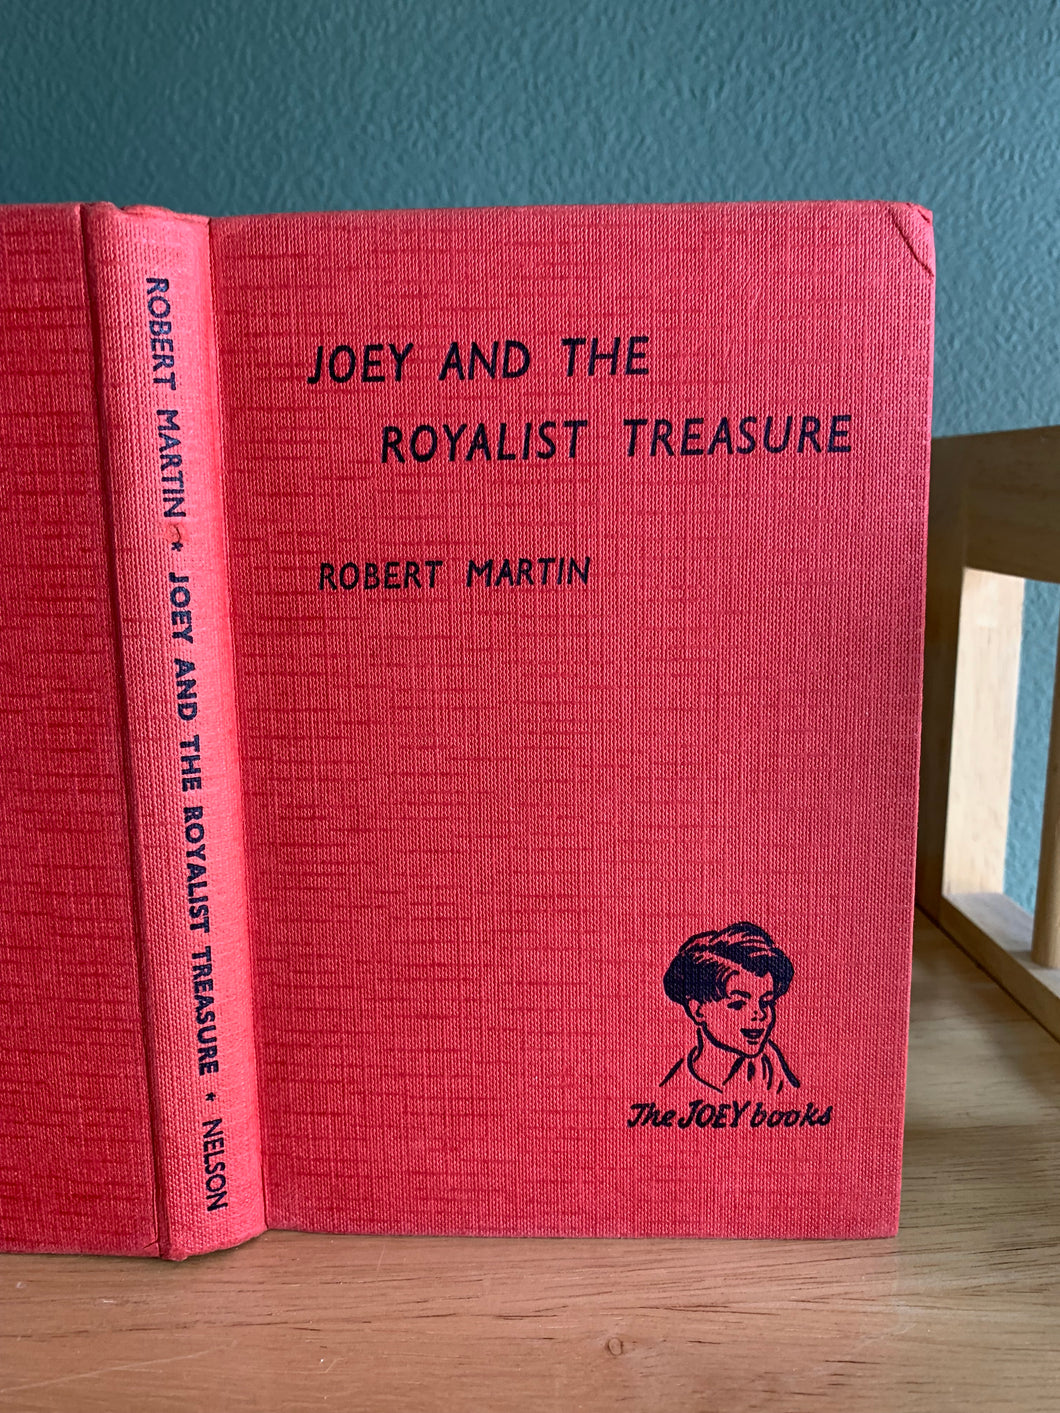 ROBERT MARTIN * JOEY AND THE ROYALIST TREASURE * NELSON
JOEY AND THE
ROYALIST TREASURE
ROBERT MARTIN
The JOEY books